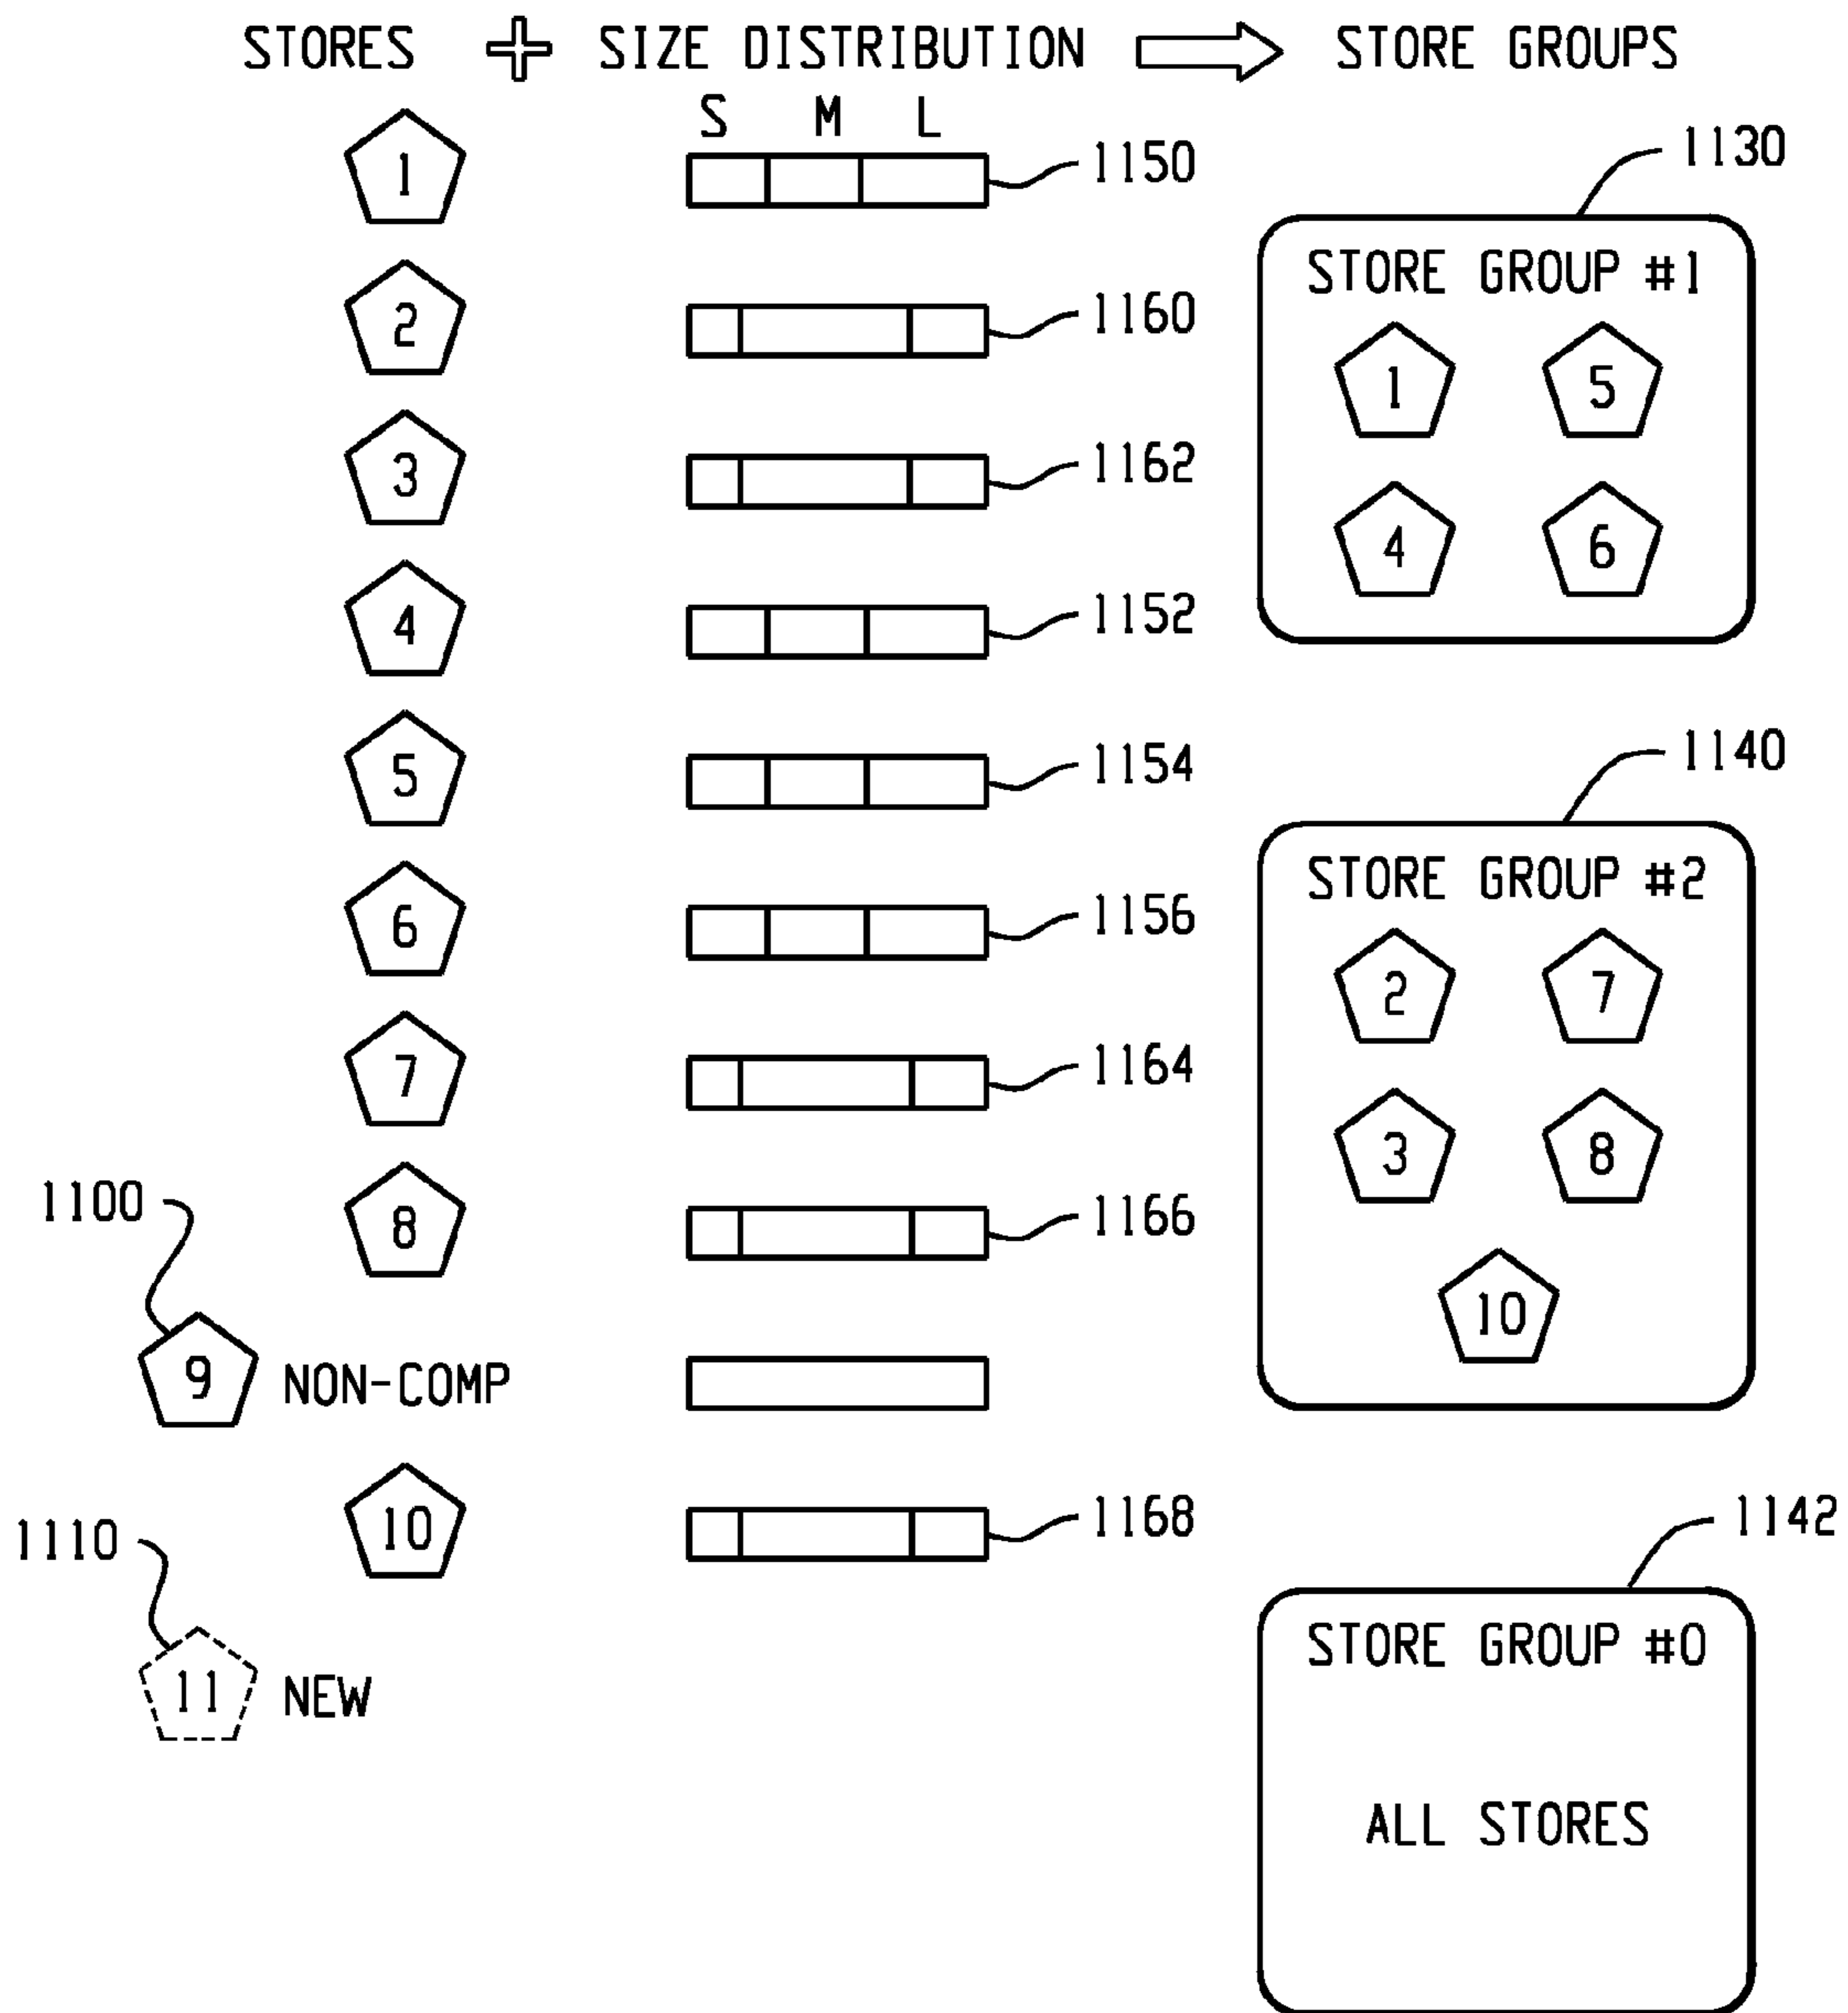 STORES SIZE DISTRIBUTION STORE GROUPS
S M L
1 1150
2 1160
3 1162
4 1152
5 1154
6 1156
7 1164
8 1166
1100
9 NON-COMP
10 1168
1110
11 NEW
1130
STORE GROUP #1
1 5
4 6
1140
STORE GROUP #2
2 7
3 8
10
1142
STORE GROUP #0
ALL STORES